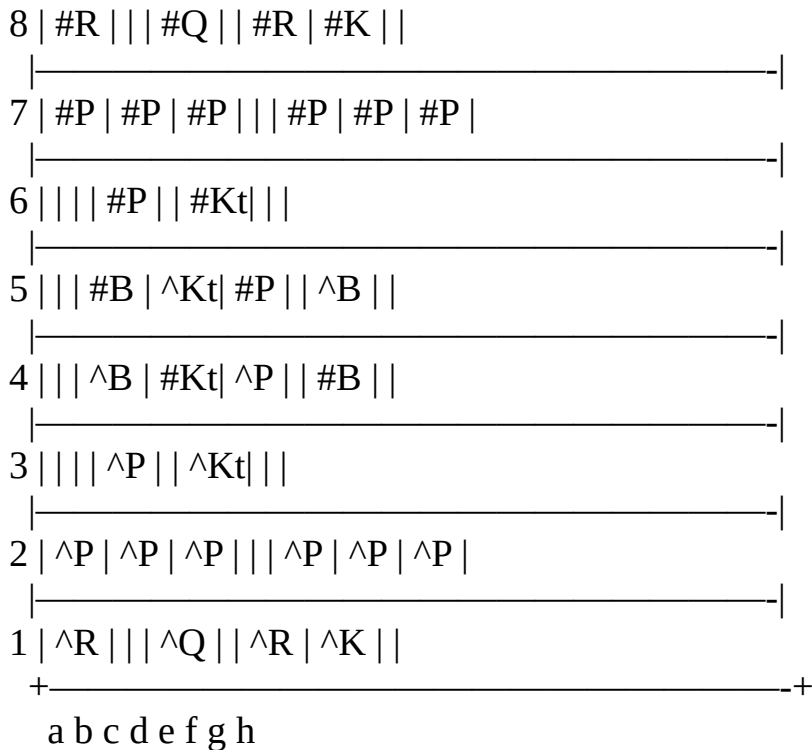 8 | #R | | | #Q | | #R | #K | |
|———————————————————-|
7 | #P | #P | #P | | | #P | #P | #P |
|———————————————————-|
6 | | | | #P | | #Kt| | |
|———————————————————-|
5 | | | #B | ^Kt| #P | | ^B | |
|———————————————————-|
4 | | | ^B | #Kt| ^P | | #B | |
|———————————————————-|
3 | | | | ^P | | ^Kt| | |
|———————————————————-|
2 | ^P | ^P | ^P | | | ^P | ^P | ^P |
|———————————————————-|
1 | ^R | | | ^Q | | ^R | ^K | |
+———————————————————-+
a b c d e f g h